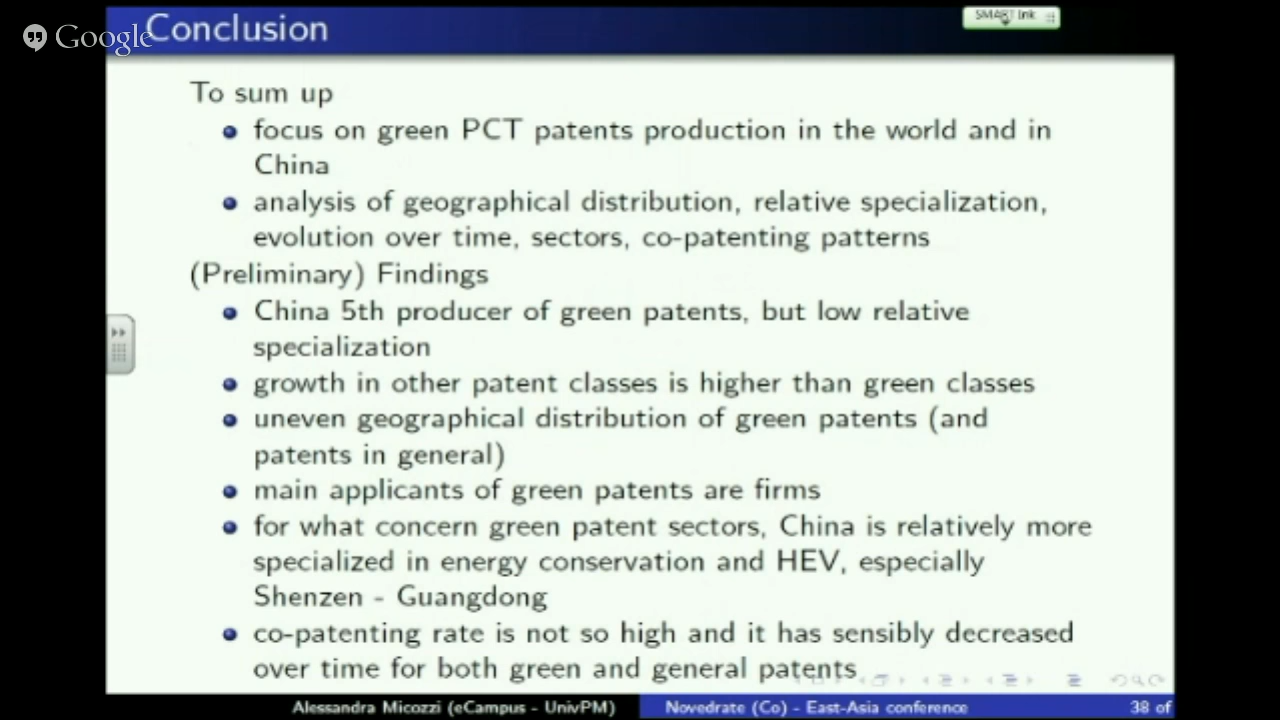 Google
Conclusion
SMART Ink
To sum up
focus on green PCT patents production in the world and in
China
analysis of geographical distribution, relative specialization,
evolution over time, sectors, co-patenting patterns
(Preliminary) Findings
China 5th producer of green patents, but low relative
specialization
growth in other patent classes is higher than green classes
uneven geographical distribution of green patents (and
patents in general)
main applicants of green patents are firms
for what concern green patent sectors, China is relatively more
specialized in energy conservation and HEV, especially
Shenzen - Guangdong
co-patenting rate is not so high and it has sensibly decreased
over time for both green and general patents
Alessandra Micozzi (eCampus - UnivPM) Novedrate (Co) - East-Asia conference 38 of